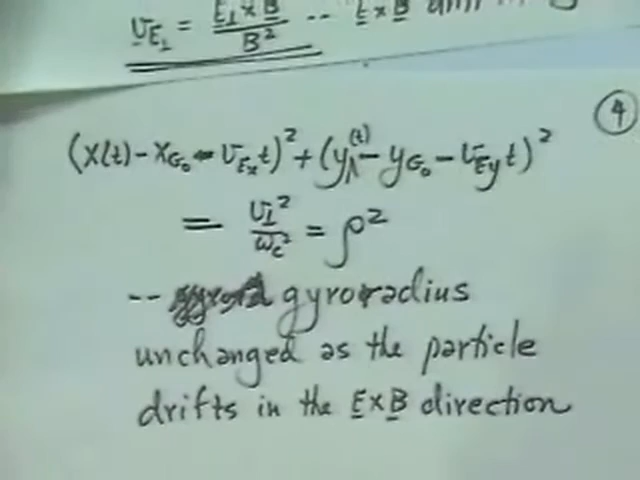 v_E⊥ = E⊥ × B / B² -- E × B drift
④
(x(t) - x_G₀ - v_Ex t)² + (y(t) - y_G₀ - v_Ey t)²
= v⊥² / ω_c² = ρ²
-- gyroradius
unchanged as the particle
drifts in the E×B direction